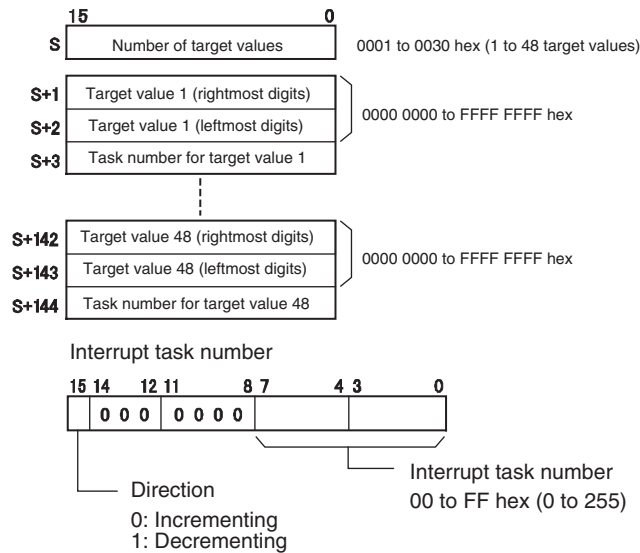 15 0
S Number of target values 0001 to 0030 hex (1 to 48 target values)
S+1 Target value 1 (rightmost digits)
0000 0000 to FFFF FFFF hex
S+2 Target value 1 (leftmost digits)
S+3 Task number for target value 1
S+142 Target value 48 (rightmost digits)
0000 0000 to FFFF FFFF hex
S+143 Target value 48 (leftmost digits)
S+144 Task number for target value 48
Interrupt task number
15 14 12 11 8 7 4 3 0
0 0 0 0 0 0 0
Interrupt task number
00 to FF hex (0 to 255)
Direction
0: Incrementing
1: Decrementing